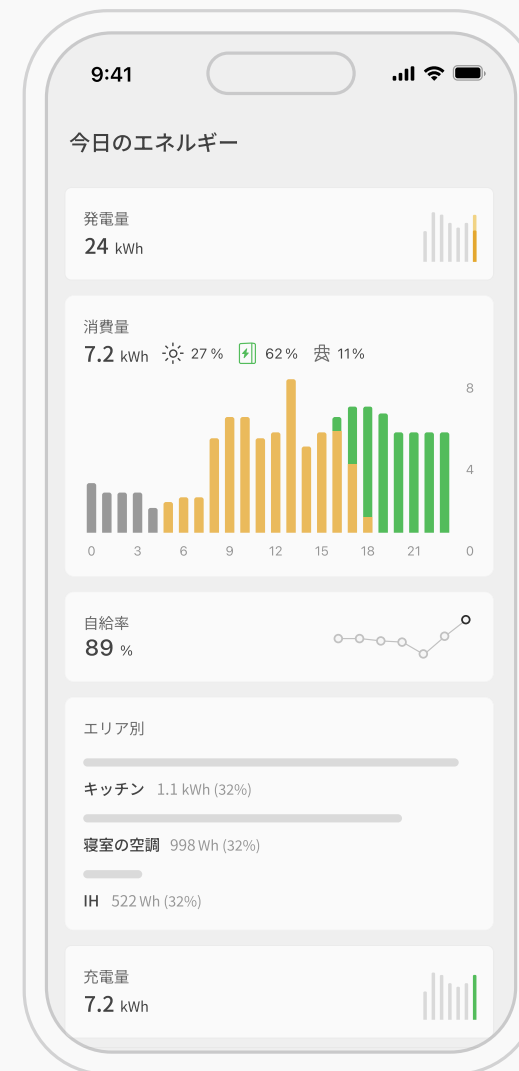 9:41
今日のエネルギー
発電量
24 kWh
消費量
7.2 kWh 27 % 62 % 11 %
8
4
0 3 6 9 12 15 18 21 0
自給率
89 %
エリア別
キッチン 1.1 kWh (32%)
寝室の空調 998 Wh (32%)
IH 522 Wh (32%)
充電量
7.2 kWh